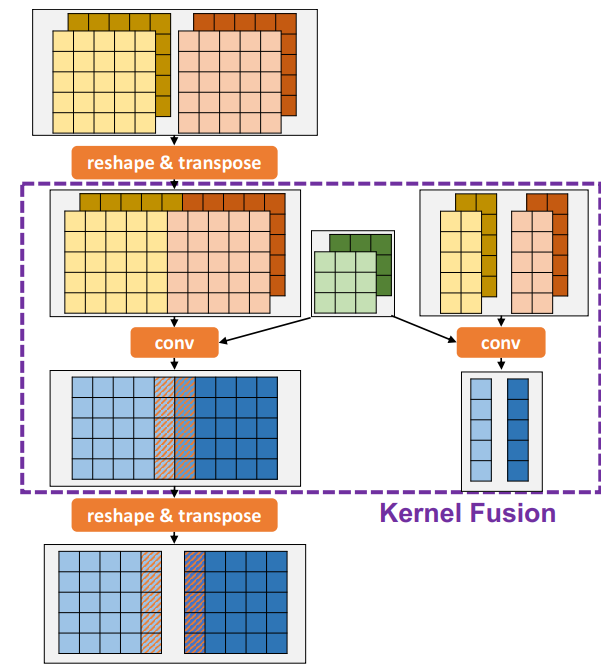 reshape & transpose
conv
conv
reshape & transpose
Kernel Fusion